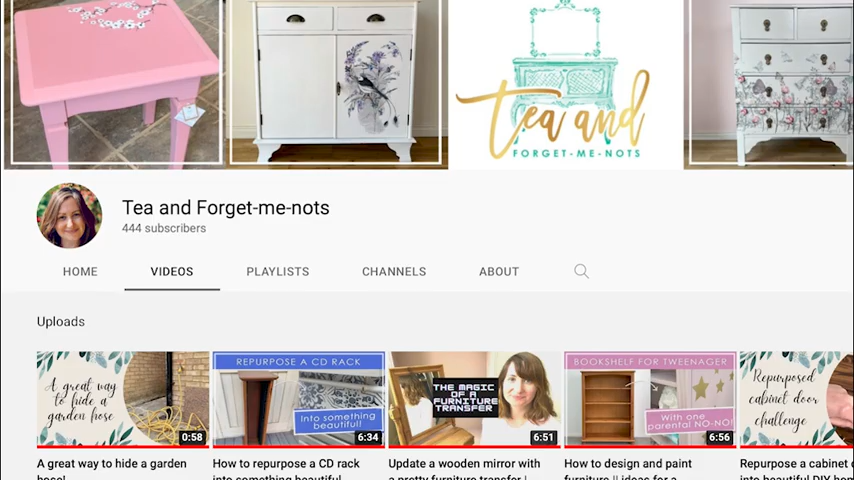 tea and
FORGET-ME-NOTS
Tea and Forget-me-nots
444 subscribers
HOME VIDEOS PLAYLISTS CHANNELS ABOUT
Uploads
A great way
to hide a
garden hose
0:58
REPURPOSE A CD RACK
Into something
beautiful!
6:34
THE MAGIC
OF A
FURNITURE
TRANSFER
6:51
BOOKSHELF FOR TWEENAGER
With one
parental NO-NO!
6:56
Repurposed
cabinet door
challenge
A great way to hide a garden
hose!
How to repurpose a CD rack
into something beautiful
Update a wooden mirror with
a pretty furniture transfer |
How to design and paint
furniture || ideas for a
Repurpose a cabinet
into beautiful DIY